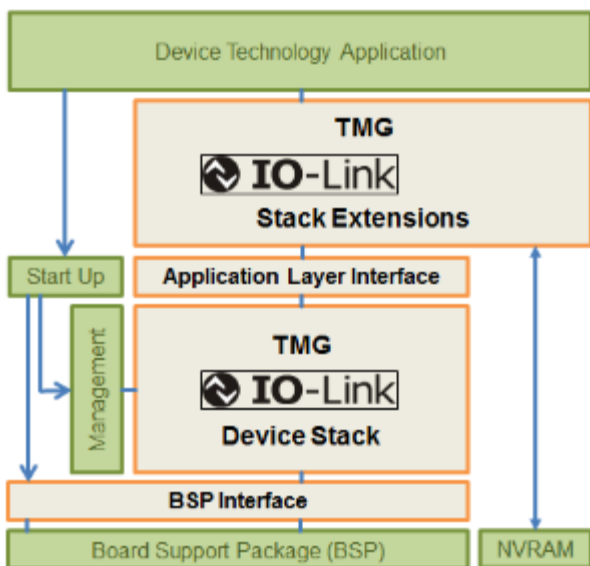 Device Technology Application
TMG
IO-Link
Stack Extensions
Start Up
Application Layer Interface
Management
TMG
IO-Link
Device Stack
BSP Interface
Board Support Package (BSP)
NVRAM